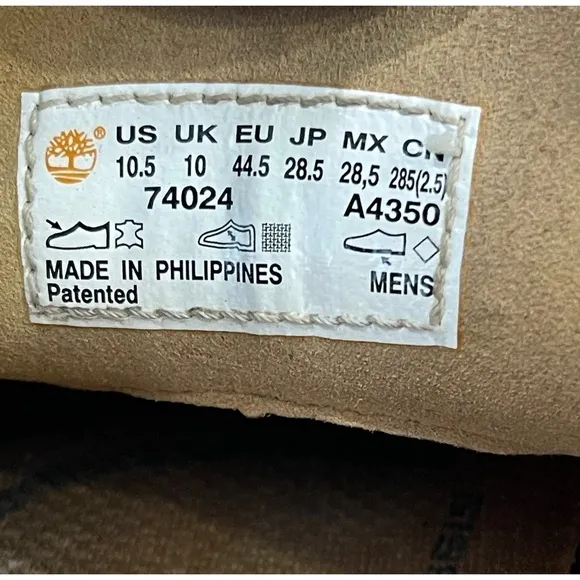 ® US UK EU JP MX CN
10.5 10 44.5 28.5 28,5 285(2.5)
74024 A4350
MADE IN PHILIPPINES MENS
Patented